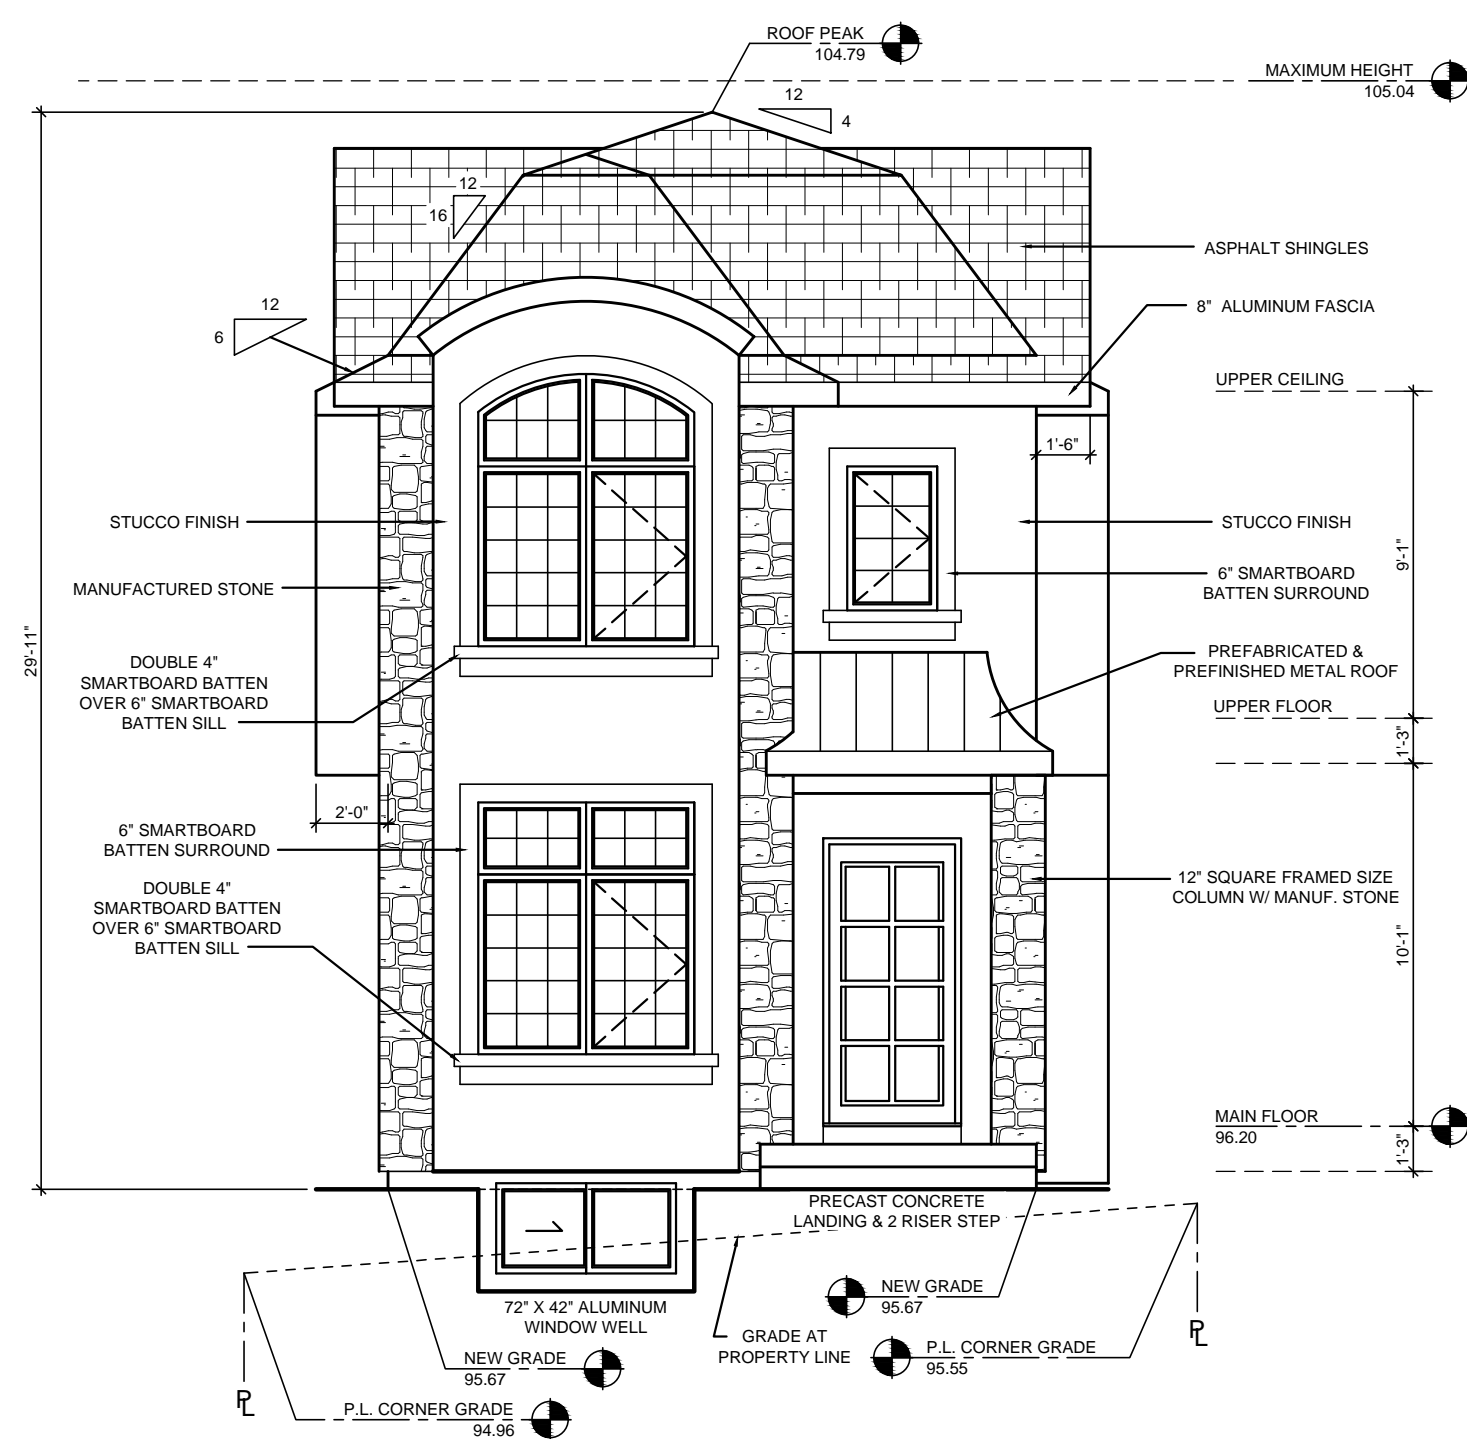 ROOF PEAK
104.79
MAXIMUM HEIGHT
105.04
12
4
12
16
ASPHALT SHINGLES
12
6
8" ALUMINUM FASCIA
UPPER CEILING
1'-6"
STUCCO FINISH
STUCCO FINISH
9'-1"
MANUFACTURED STONE
6" SMARTBOARD
BATTEN SURROUND
29'-11"
DOUBLE 4"
SMARTBOARD BATTEN
OVER 6" SMARTBOARD
BATTEN SILL
PREFABRICATED &
PREFINISHED METAL ROOF
UPPER FLOOR
1'-3"
2'-0"
6" SMARTBOARD
BATTEN SURROUND
DOUBLE 4"
SMARTBOARD BATTEN
OVER 6" SMARTBOARD
BATTEN SILL
12" SQUARE FRAMED SIZE
COLUMN W/ MANUF. STONE
10'-1"
MAIN FLOOR
96.20
1'-3"
PRECAST CONCRETE
LANDING & 2 RISER STEP
72" X 42" ALUMINUM
WINDOW WELL
NEW GRADE
95.67
GRADE AT
PROPERTY LINE
P.L. CORNER GRADE
95.55
PL
NEW GRADE
95.67
PL
P.L. CORNER GRADE
94.96